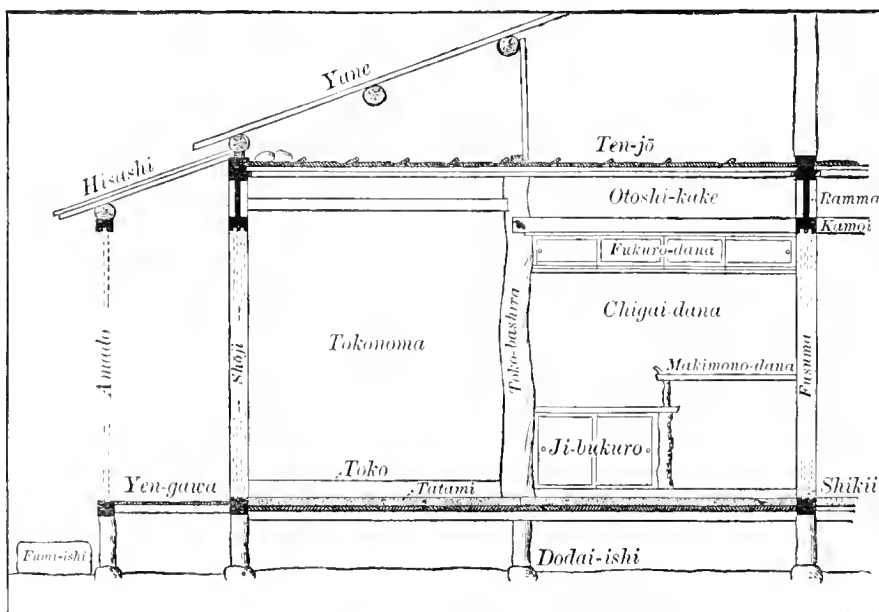 Yane
Hisashi
Ten-jō
Otoshi-kake
Ramma
Kamoi
Fukuro-dana
Chigai-dana
Amado
Shōji
Tokonoma
Toko-bashira
Makimono-dana
Fusuma
Ji-bukuro
Toko
Tatami
Yen-gawa
Shikii
Fumi-ishi
Dodai-ishi